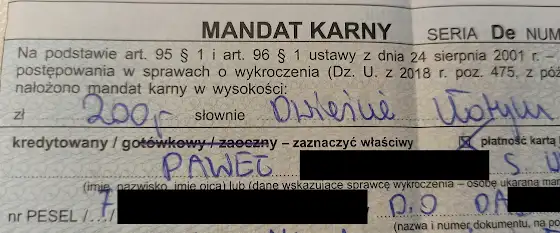 MANDAT KARNY SERIA De NUM
Na podstawie art. 95 § 1 i art. 96 § 1 ustawy z dnia 24 sierpnia 2001 r. –
postępowania w sprawach o wykroczenia (Dz. U. z 2018 r. poz. 475, z póź
nałożono mandat karny w wysokości:
zł 200,- słownie Dwieście złotych
kredytowany / gotówkowy / zaoczny – zaznaczyć właściwy płatność kartą
PAWEŁ S U
(imię, nazwisko, imię ojca) lub (dane wskazujące sprawcę wykroczenia – osobę ukaraną man
nr PESEL /../ 7 D.O DA
(nazwa i numer dokumentu, na po